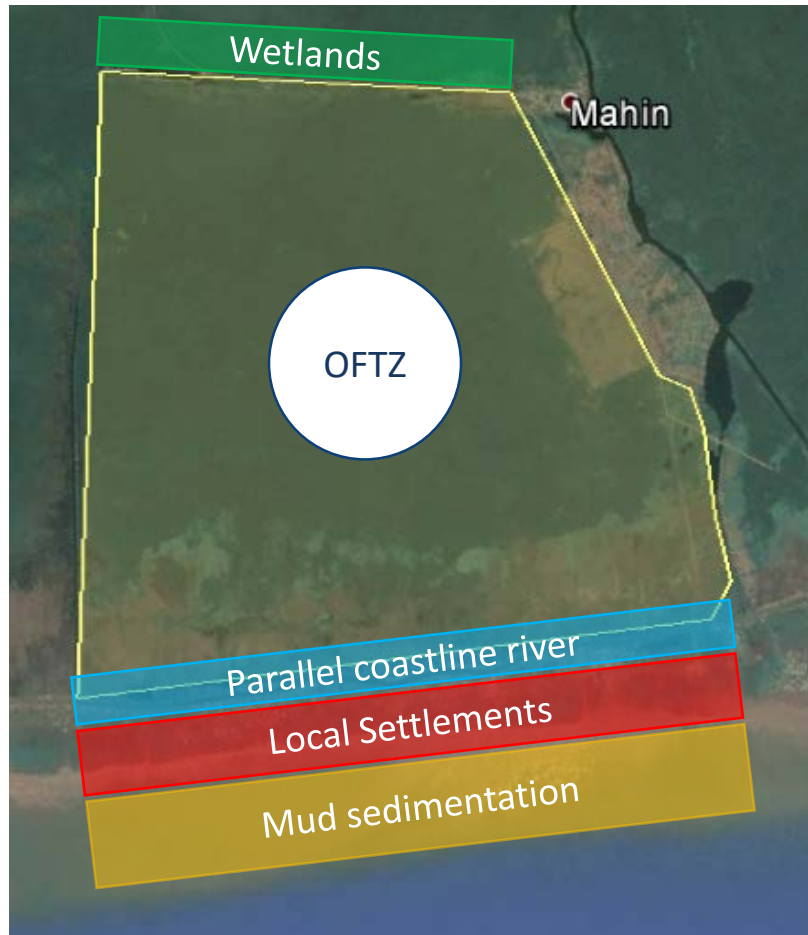 Wetlands
Mahin
OFTZ
Parallel coastline river
Local Settlements
Mud sedimentation